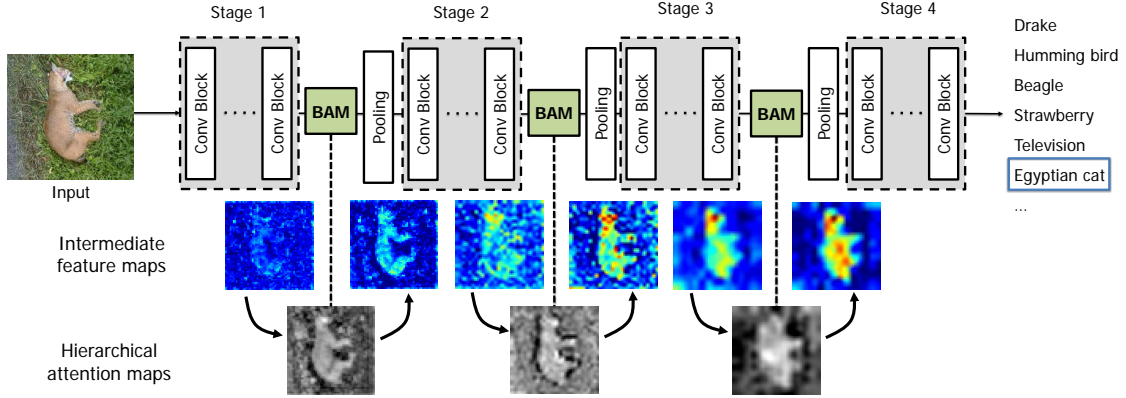 Stage 1
Stage 2
Stage 3
Stage 4
Conv Block
....
Conv Block
BAM
Pooling
Conv Block
....
Conv Block
BAM
Pooling
Conv Block
....
Conv Block
BAM
Pooling
Conv Block
....
Conv Block
Drake
Humming bird
Beagle
Strawberry
Television
Egyptian cat
...
Input
Intermediate
feature maps
Hierarchical
attention maps